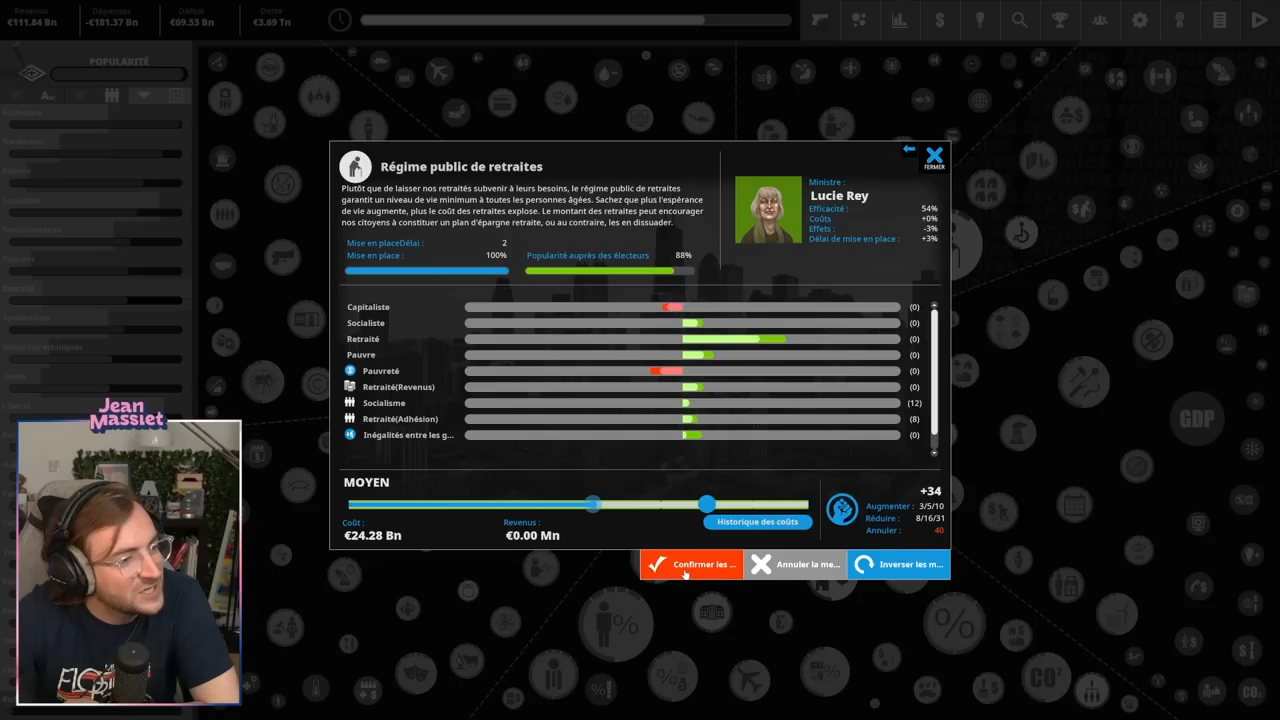 Revenus
Dépenses
Déficit
Dette
€111.84 Bn
-€181.37 Bn
€69.53 Bn
€3.69 Tn
POPULARITÉ
Régime public de retraites
FERMER
Plutôt que de laisser nos retraités subvenir à leurs besoins, le régime public de retraites
garantit un niveau de vie minimum à toutes les personnes âgées. Sachez que plus l'espérance
de vie augmente, plus le coût des retraites explose. Le montant des retraites peut encourager
nos citoyens à constituer un plan d'épargne retraite, ou au contraire, les en dissuader.
Mise en placeDélai : 2
Mise en place : 100%
Popularité auprès des électeurs 88%
Ministre :
Lucie Rey
Efficacité : 54%
Coûts +0%
Effets : -3%
Délai de mise en place : +3%
Capitaliste (0)
Socialiste (0)
Retraité (0)
Pauvre (0)
Pauvreté (0)
Retraité(Revenus) (0)
Socialisme (12)
Retraité(Adhésion) (8)
Inégalités entre les g... (0)
MOYEN
Coût :
€24.28 Bn
Revenus :
€0.00 Mn
Historique des coûts
+34
Augmenter : 3/5/10
Réduire : 8/16/31
Annuler : 40
Confirmer les ...
Annuler la me...
Inverser les m...
Jean
Massiet
GDP
CO²
CO₂